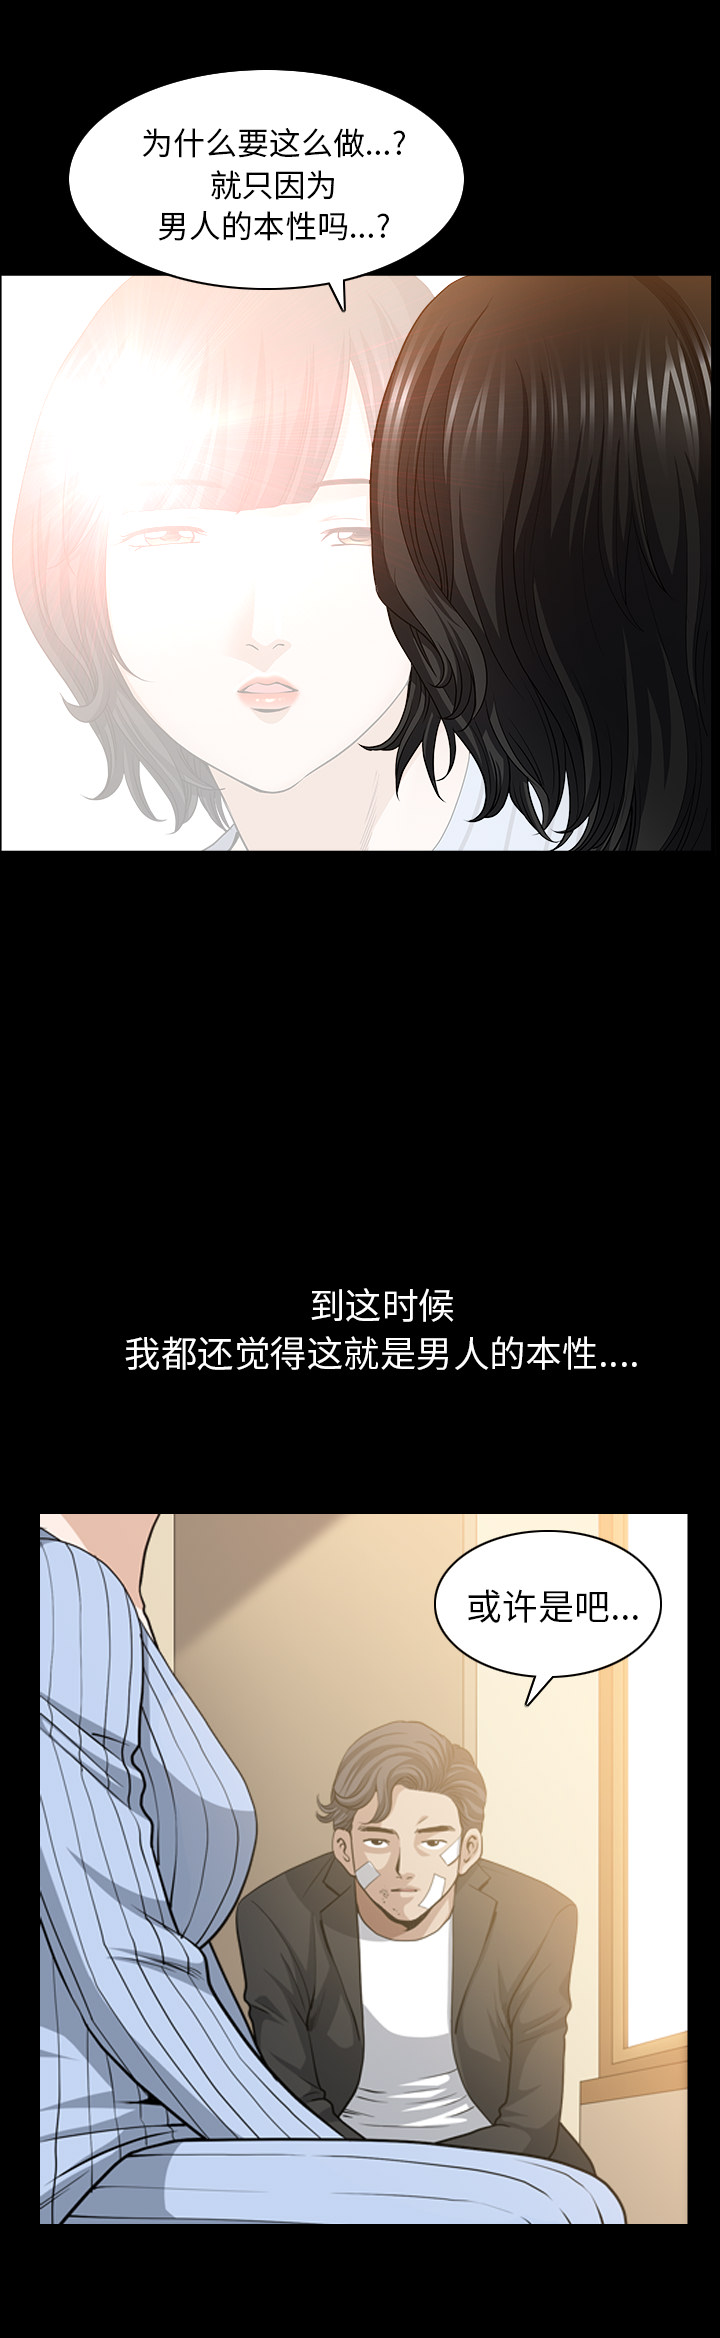 为什么要这么做...?
就只因为
男人的本性吗...?
到这时候
我都还觉得这就是男人的本性....
或许是吧...